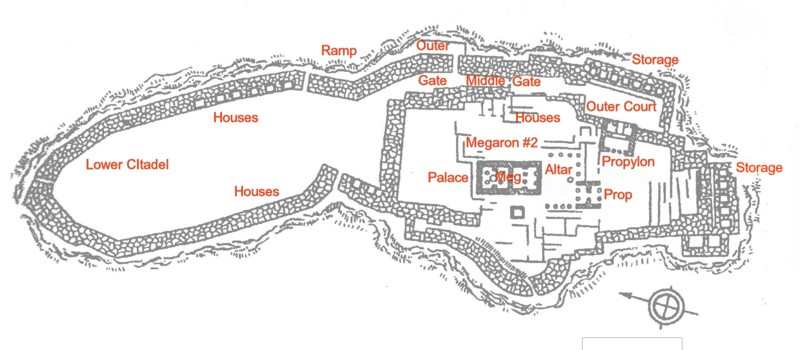 Outer
Ramp
Storage
Gate Middle Gate
Outer Court
Houses
Houses
Megaron #2
Lower CItadel
Propylon
Altar
Storage
Palace
Meg
Houses
Prop